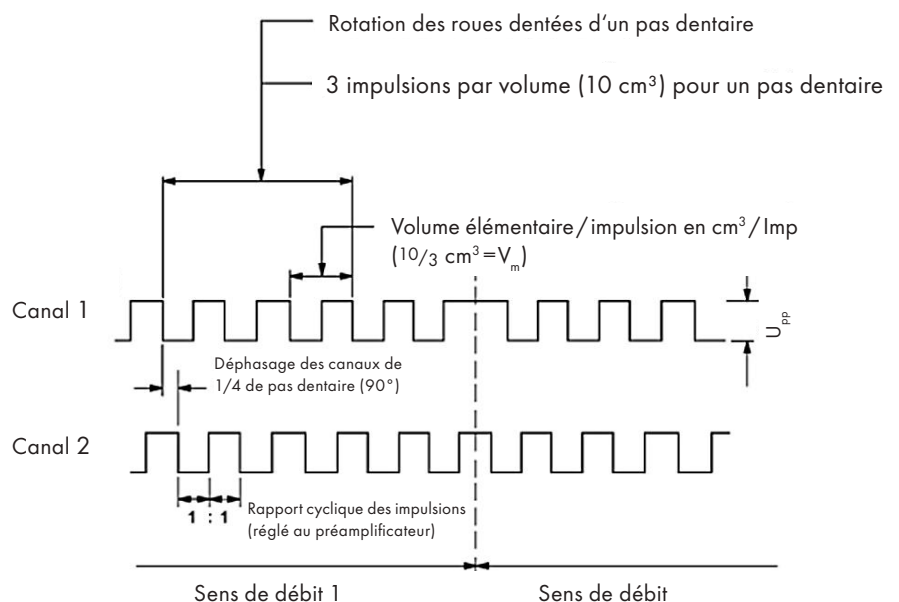 Rotation des roues dentées d'un pas dentaire
3 impulsions par volume (10 cm³) pour un pas dentaire
Volume élémentaire/impulsion en cm³/Imp
(10/3 cm³=Vm)
Canal 1
Upp
Déphasage des canaux de
1/4 de pas dentaire (90°)
Canal 2
1 : 1
Rapport cyclique des impulsions
(réglé au préamplificateur)
Sens de débit 1
Sens de débit